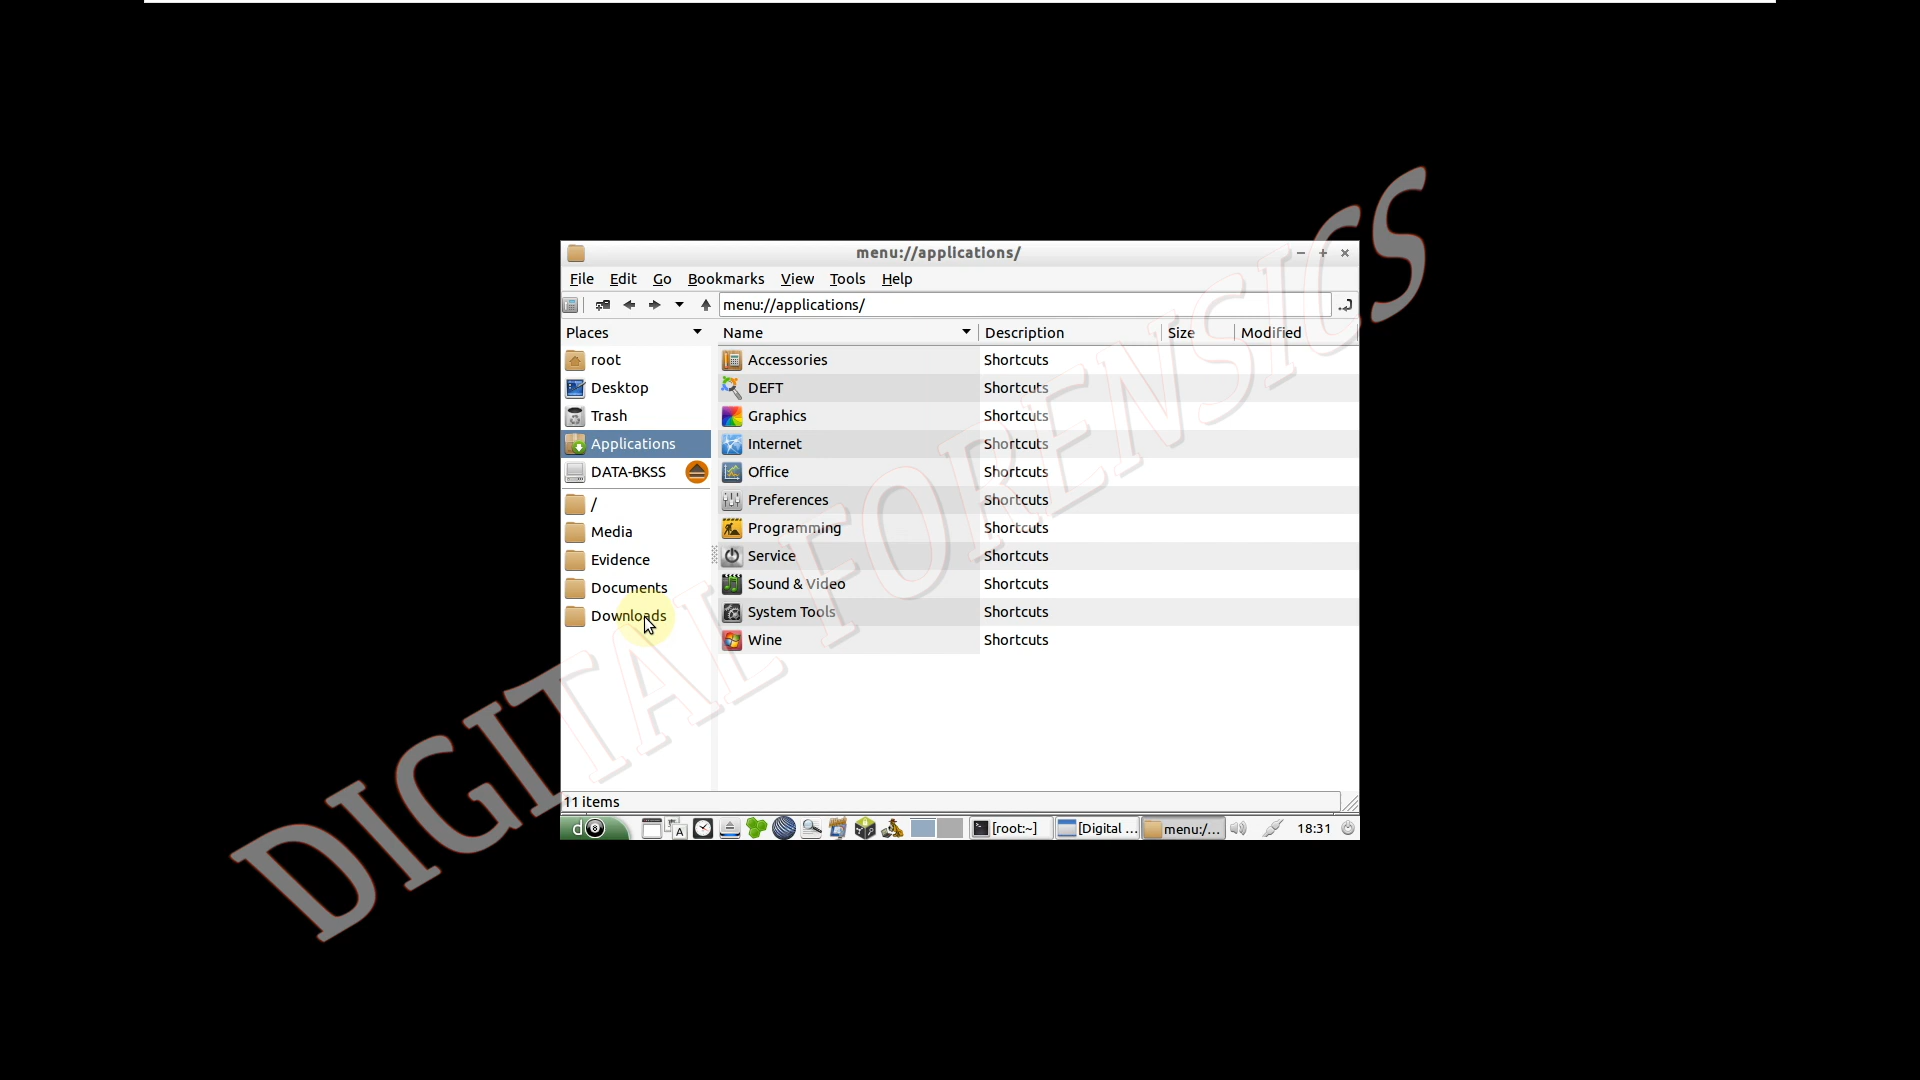 menu://applications/
File Edit Go Bookmarks View Tools Help
menu://applications/
Places Name Description Size Modified
root Accessories Shortcuts
Desktop DEFT Shortcuts
Trash Graphics Shortcuts
Applications Internet Shortcuts
DATA-BKSS Office Shortcuts
/ Preferences Shortcuts
Media Programming Shortcuts
Evidence Service Shortcuts
Documents Sound & Video Shortcuts
Downloads System Tools Shortcuts
Wine Shortcuts
DIGITAL FORENSICS
11 items
d8 A [root:~] [Digital ... menu:/... 18:31